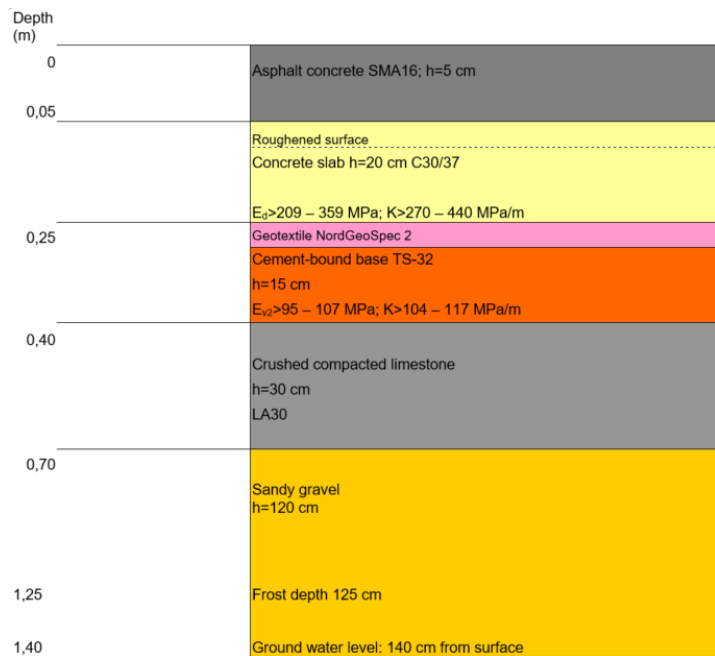 Depth
(m)
0
Asphalt concrete SMA16; h=5 cm
0,05
Roughened surface
Concrete slab h=20 cm C30/37
E_d>209 – 359 MPa; K>270 – 440 MPa/m
0,25
Geotextile NordGeoSpec 2
Cement-bound base TS-32
h=15 cm
E_v2>95 – 107 MPa; K>104 – 117 MPa/m
0,40
Crushed compacted limestone
h=30 cm
LA30
0,70
Sandy gravel
h=120 cm
1,25
Frost depth 125 cm
1,40
Ground water level: 140 cm from surface